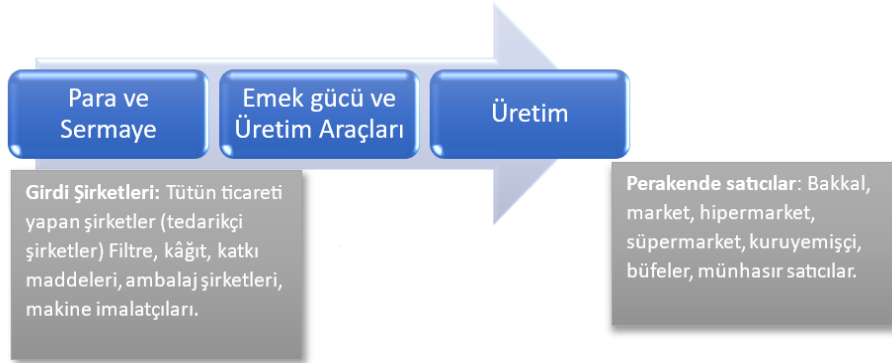 Para ve
Sermaye
Emek gücü ve
Üretim Araçları
Üretim
Girdi Şirketleri: Tütün ticareti
yapan şirketler (tedarikçi
şirketler) Filtre, kâğıt, katkı
maddeleri, ambalaj şirketleri,
makine imalatçıları.
Perakende satıcılar: Bakkal,
market, hipermarket,
süpermarket, kuruyemişçi,
büfeler, münhasır satıcılar.